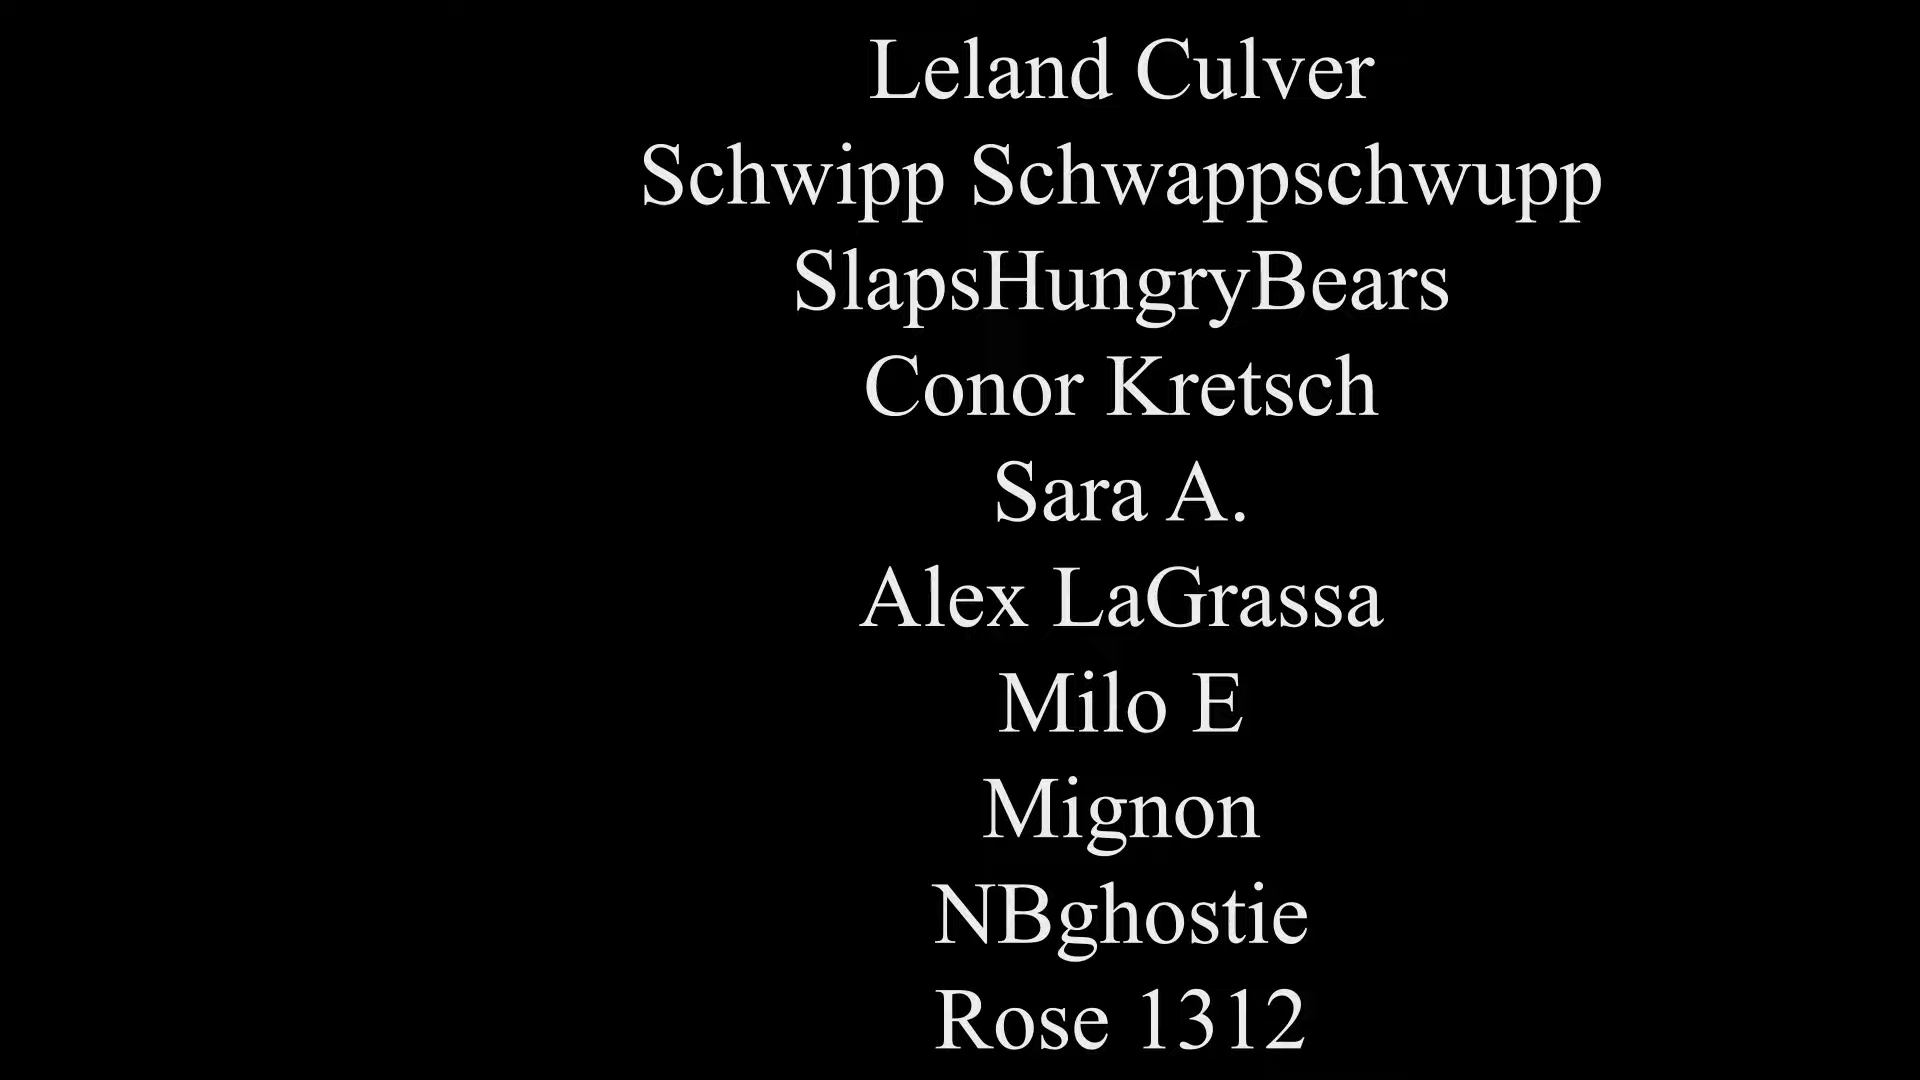 Leland Culver
Schwipp Schwappschwupp
SlapsHungryBears
Conor Kretsch
Sara A.
Alex LaGrassa
Milo E
Mignon
NBghostie
Rose 1312